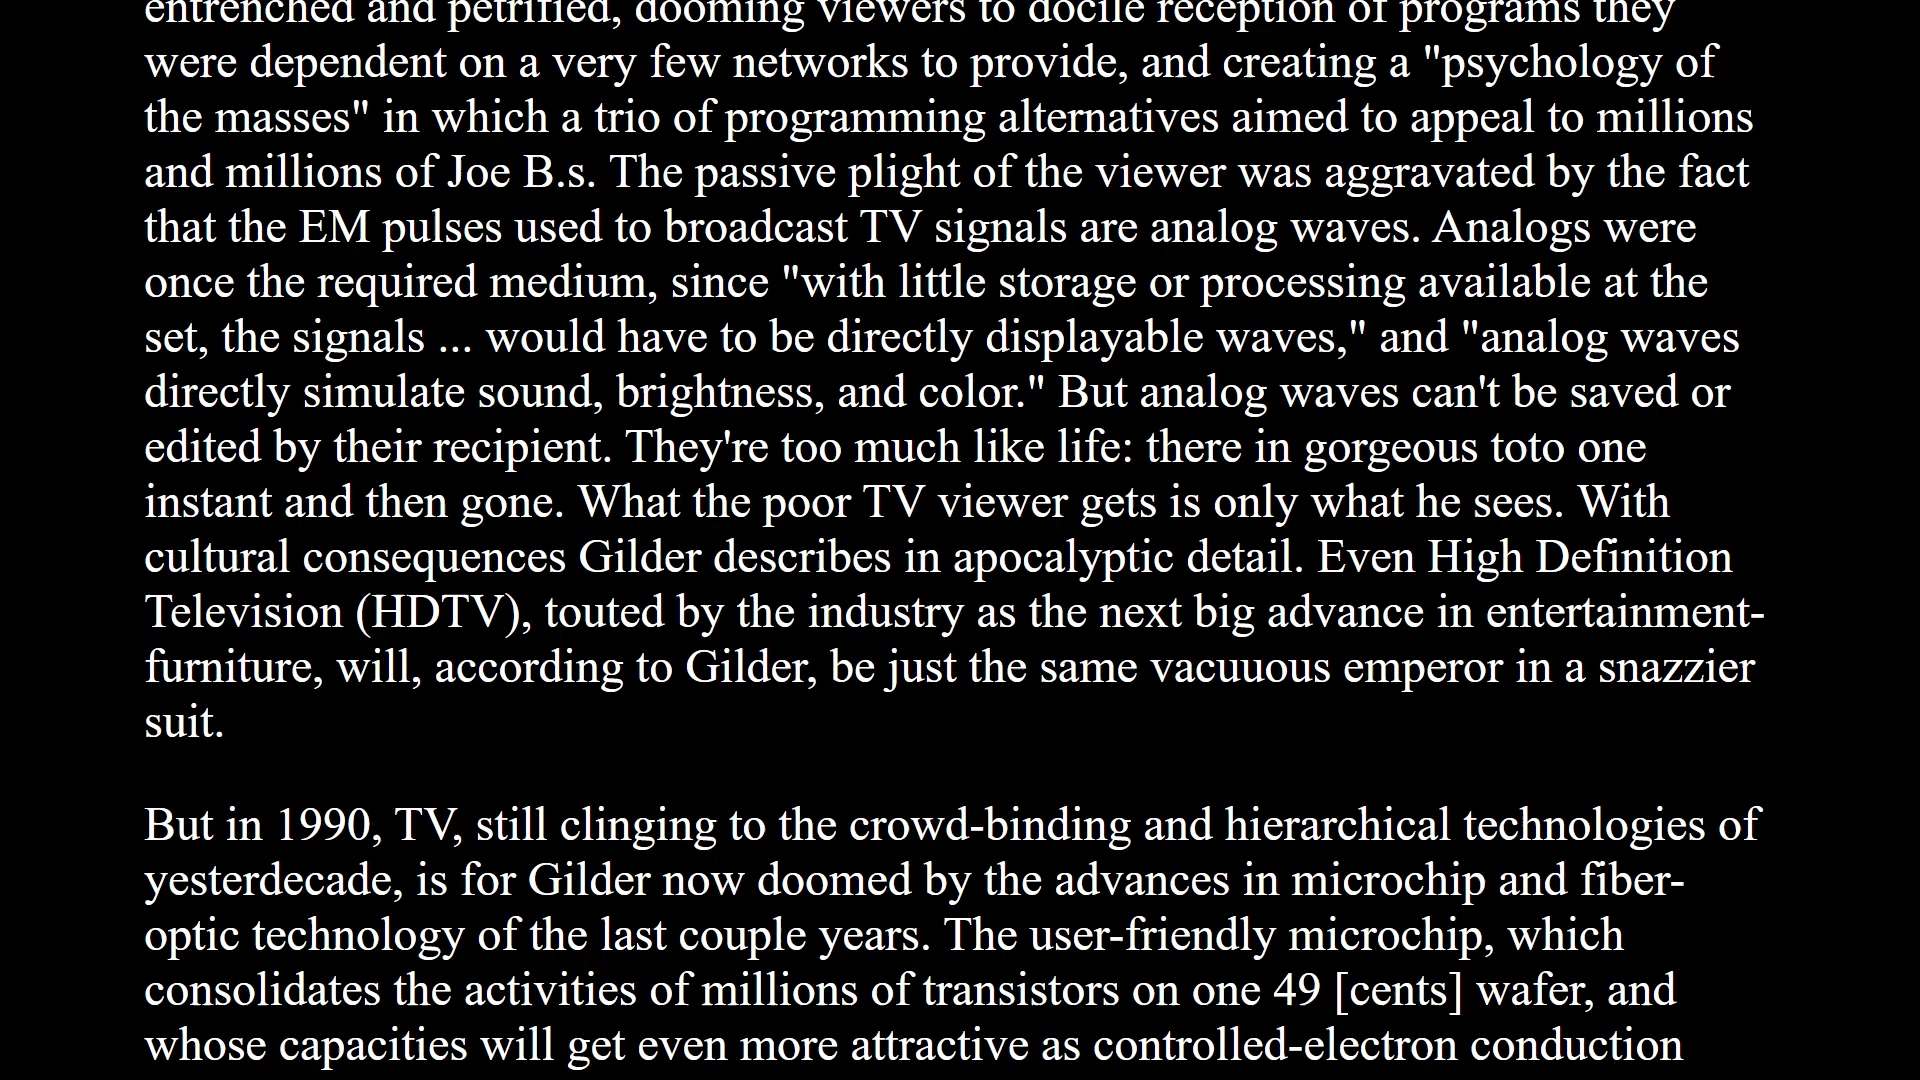 entrenched and petrified, dooming viewers to docile reception of programs they
were dependent on a very few networks to provide, and creating a "psychology of
the masses" in which a trio of programming alternatives aimed to appeal to millions
and millions of Joe B.s. The passive plight of the viewer was aggravated by the fact
that the EM pulses used to broadcast TV signals are analog waves. Analogs were
once the required medium, since "with little storage or processing available at the
set, the signals ... would have to be directly displayable waves," and "analog waves
directly simulate sound, brightness, and color." But analog waves can't be saved or
edited by their recipient. They're too much like life: there in gorgeous toto one
instant and then gone. What the poor TV viewer gets is only what he sees. With
cultural consequences Gilder describes in apocalyptic detail. Even High Definition
Television (HDTV), touted by the industry as the next big advance in entertainment-
furniture, will, according to Gilder, be just the same vacuuous emperor in a snazzier
suit.
But in 1990, TV, still clinging to the crowd-binding and hierarchical technologies of
yesterdecade, is for Gilder now doomed by the advances in microchip and fiber-
optic technology of the last couple years. The user-friendly microchip, which
consolidates the activities of millions of transistors on one 49 [cents] wafer, and
whose capacities will get even more attractive as controlled-electron conduction